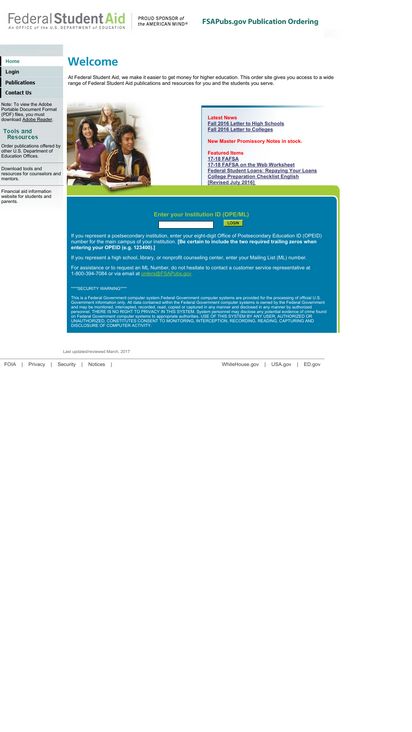 Federal Student Aid
An OFFICE of the U.S. DEPARTMENT of EDUCATION
PROUD SPONSOR of
the AMERICAN MIND®
FSAPubs.gov Publication Ordering
Home
Login
Publications
Contact Us
Note: To view the Adobe
Portable Document Format
(PDF) files, you must
download Adobe Reader.
Tools and
Resources
Order publications offered by
other U.S. Department of
Education Offices.
Download tools and
resources for counselors and
mentors.
Financial aid information
website for students and
parents.
Welcome
At Federal Student Aid, we make it easier to get money for higher education. This order site gives you access to a wide
range of Federal Student Aid publications and resources for you and the students you serve.
Latest News
Fall 2016 Letter to High Schools
Fall 2016 Letter to Colleges
New Master Promissory Notes in stock.
Featured Items
17-18 FAFSA
17-18 FAFSA on the Web Worksheet
Federal Student Loans: Repaying Your Loans
College Preparation Checklist English
[Revised July 2016]
Enter your Institution ID (OPE/ML)
LOGIN
If you represent a postsecondary institution, enter your eight-digit Office of Postsecondary Education ID (OPEID)
number for the main campus of your institution. [Be certain to include the two required trailing zeros when
entering your OPEID (e.g. 123400).]
If you represent a high school, library, or nonprofit counseling center, enter your Mailing List (ML) number.
For assistance or to request an ML Number, do not hesitate to contact a customer service representative at
1-800-394-7084 or via email at orders@FSAPubs.gov
****SECURITY WARNING****
This is a Federal Government computer system.Federal Government computer systems are provided for the processing of official U.S.
Government information only. All data contained within the Federal Government computer systems is owned by the Federal Government
and may be monitored, intercepted, recorded, read, copied or captured in any manner and disclosed in any manner by authorized
personnel. THERE IS NO RIGHT TO PRIVACY IN THIS SYSTEM. System personnel may disclose any potential evidence of crime found
on Federal Government computer systems to appropriate authorities. USE OF THIS SYSTEM BY ANY USER, AUTHORIZED OR
UNAUTHORIZED, CONSTITUTES CONSENT TO MONITORING, INTERCEPTION, RECORDING, READING, CAPTURING AND
DISCLOSURE OF COMPUTER ACTIVITY.
Last updated/reviewed March, 2017
FOIA | Privacy | Security | Notices | WhiteHouse.gov | USA.gov | ED.gov